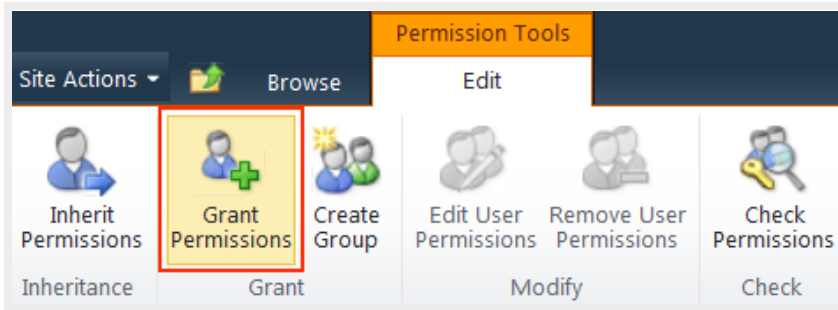 Permission Tools
Site Actions Browse Edit
Inherit Permissions
Grant Permissions
Create Group
Edit User Permissions
Remove User Permissions
Check Permissions
Inheritance Grant Modify Check